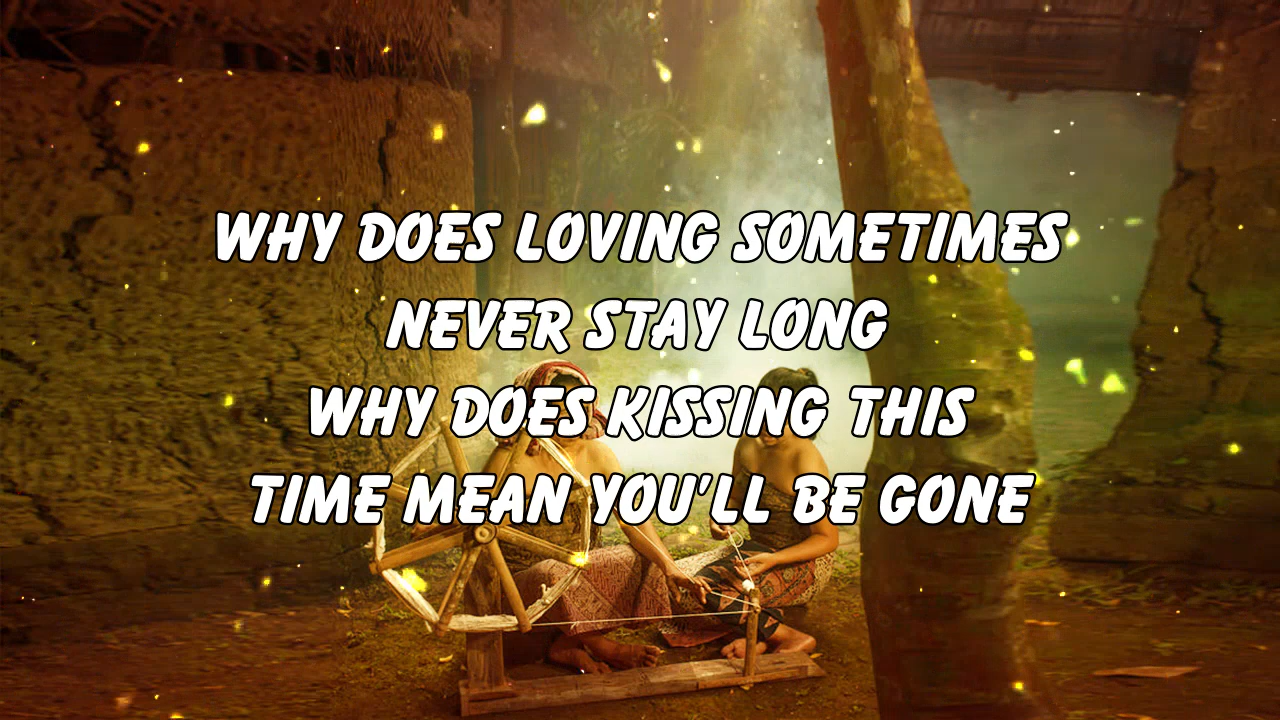 WHY DOES LOVING SOMETIMES
NEVER STAY LONG
WHY DOES KISSING THIS
TIME MEAN YOU'LL BE GONE